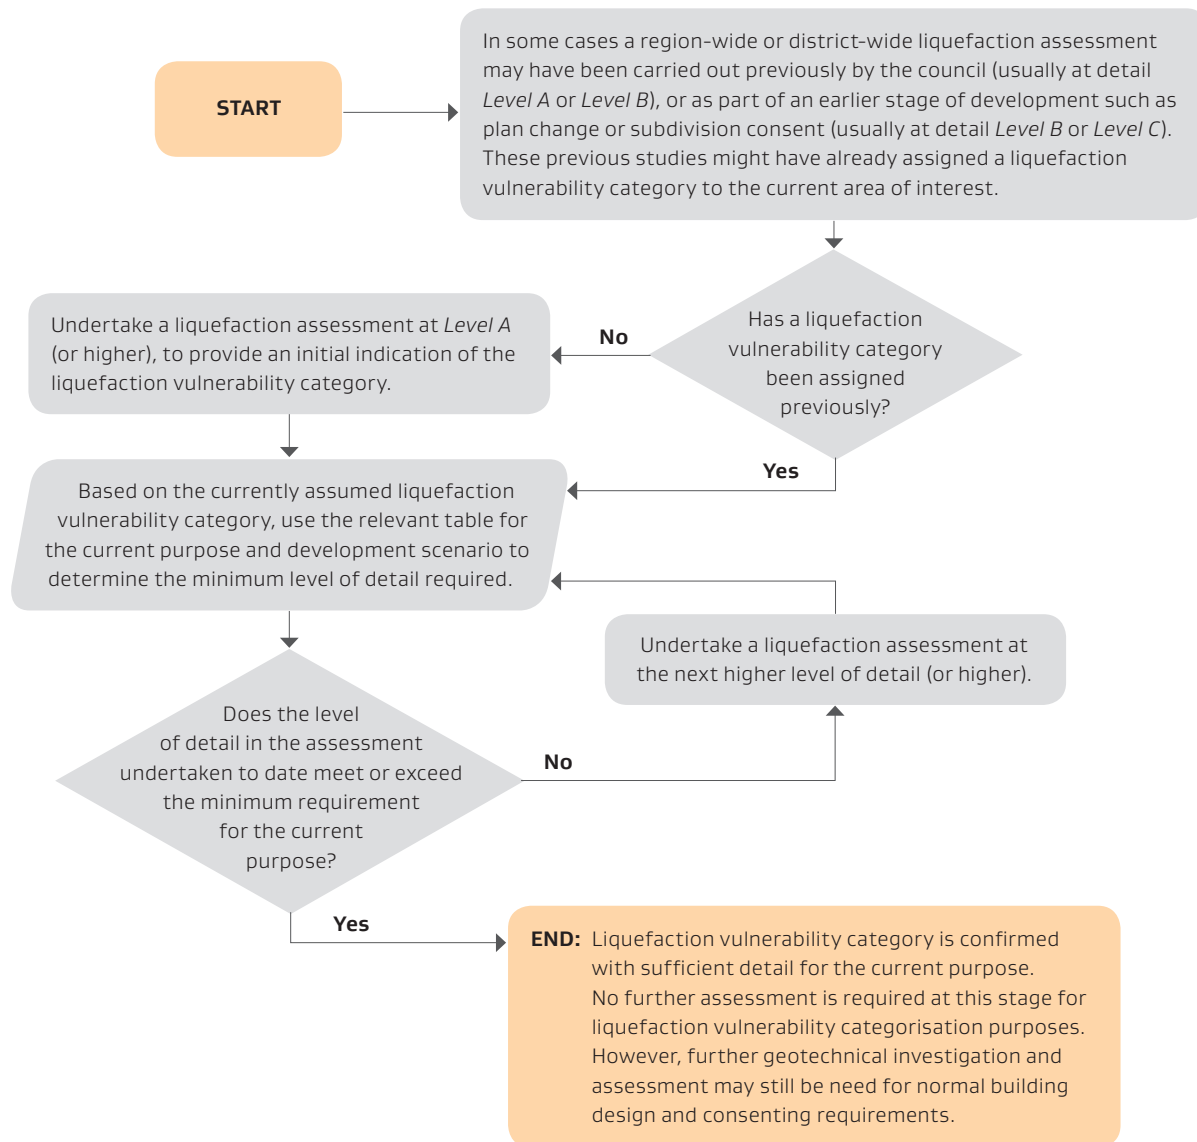 START
In some cases a region-wide or district-wide liquefaction assessment
may have been carried out previously by the council (usually at detail
Level A or Level B), or as part of an earlier stage of development such as
plan change or subdivision consent (usually at detail Level B or Level C).
These previous studies might have already assigned a liquefaction
vulnerability category to the current area of interest.
Has a liquefaction
vulnerability category
been assigned
previously?
No
Undertake a liquefaction assessment at Level A
(or higher), to provide an initial indication of the
liquefaction vulnerability category.
Yes
Based on the currently assumed liquefaction
vulnerability category, use the relevant table for
the current purpose and development scenario to
determine the minimum level of detail required.
Undertake a liquefaction assessment at
the next higher level of detail (or higher).
Does the level
of detail in the assessment
undertaken to date meet or exceed
the minimum requirement
for the current
purpose?
No
Yes
END: Liquefaction vulnerability category is confirmed
with sufficient detail for the current purpose.
No further assessment is required at this stage for
liquefaction vulnerability categorisation purposes.
However, further geotechnical investigation and
assessment may still be need for normal building
design and consenting requirements.